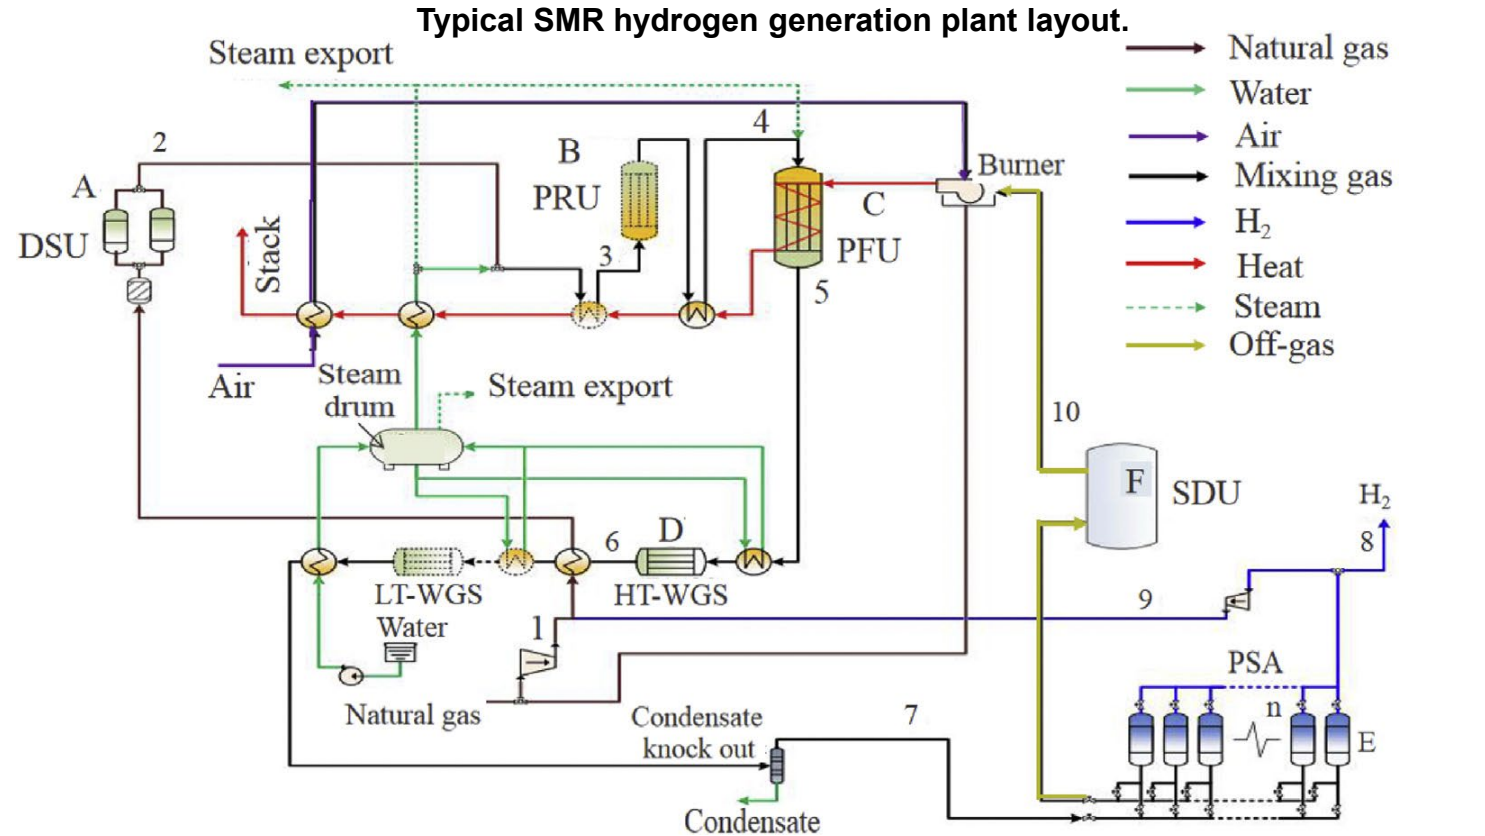 Typical SMR hydrogen generation plant layout.
Steam export
Natural gas
Water
Air
Mixing gas
H₂
Heat
Steam
Off-gas
2
4
A
B
PRU
Burner
C
DSU
PFU
Stack
3
5
Air
Steam
drum
Steam export
10
F
SDU
H₂
8
6
D
LT-WGS
HT-WGS
Water
1
9
PSA
n
E
Natural gas
Condensate
knock out
7
Condensate